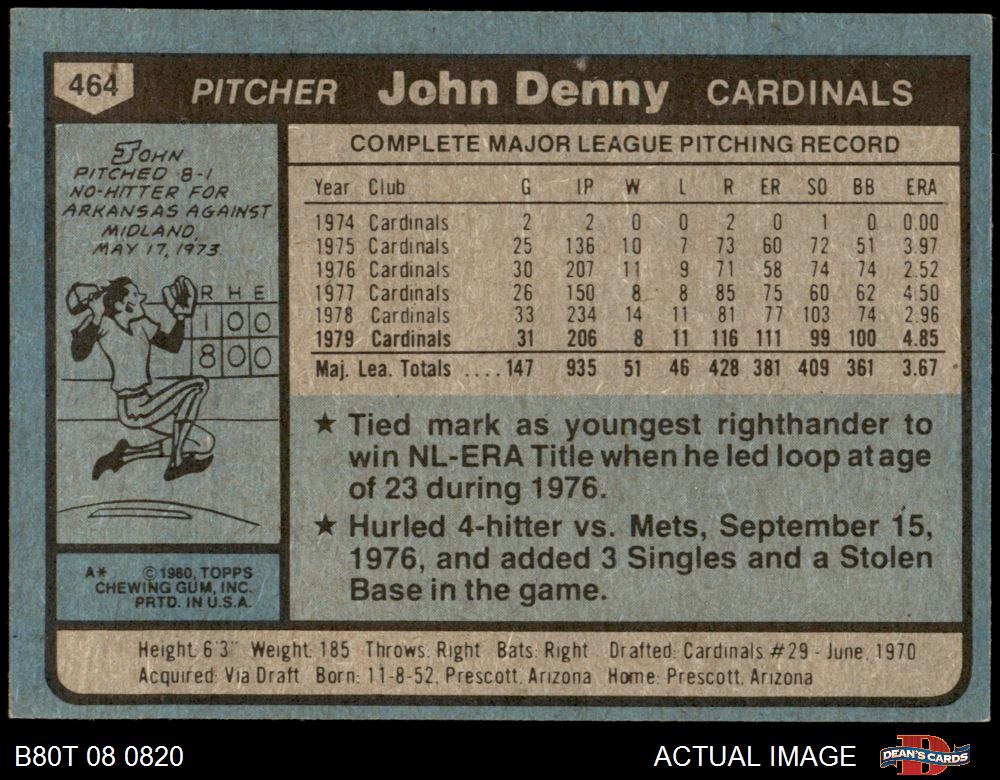 464 PITCHER John Denny CARDINALS
JOHN
PITCHED 8-1
NO-HITTER FOR
ARKANSAS AGAINST
MIDLAND,
MAY 17, 1973.
R H E
1 0 0
8 0 0
A* © 1980, TOPPS
CHEWING GUM, INC.
PRTD. IN U.S.A.
COMPLETE MAJOR LEAGUE PITCHING RECORD
Year Club G IP W L R ER SO BB ERA
1974 Cardinals 2 2 0 0 2 0 1 0 0.00
1975 Cardinals 25 136 10 7 73 60 72 51 3.97
1976 Cardinals 30 207 11 9 71 58 74 74 2.52
1977 Cardinals 26 150 8 8 85 75 60 62 4.50
1978 Cardinals 33 234 14 11 81 77 103 74 2.96
1979 Cardinals 31 206 8 11 116 111 99 100 4.85
Maj. Lea. Totals ....147 935 51 46 428 381 409 361 3.67
★ Tied mark as youngest righthander to
win NL-ERA Title when he led loop at age
of 23 during 1976.
★ Hurled 4-hitter vs. Mets, September 15,
1976, and added 3 Singles and a Stolen
Base in the game.
Height: 6'3" Weight: 185 Throws: Right Bats: Right Drafted: Cardinals #29 - June, 1970
Acquired: Via Draft Born: 11-8-52, Prescott, Arizona Home: Prescott, Arizona
B80T 08 0820
ACTUAL IMAGE
DEAN'S CARDS